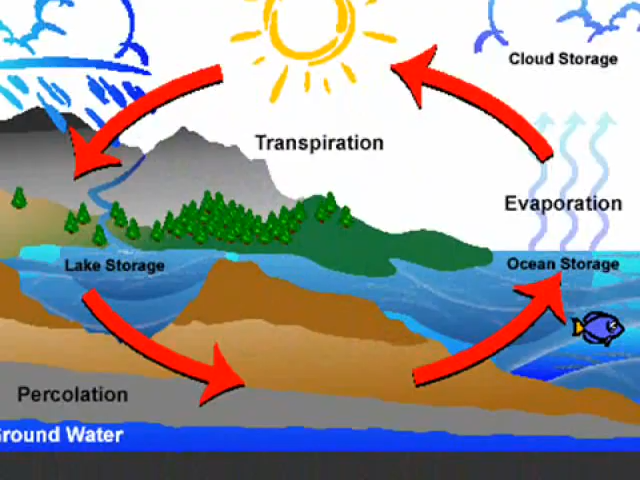 Cloud Storage
Transpiration
Evaporation
Lake Storage
Ocean Storage
Percolation
Ground Water